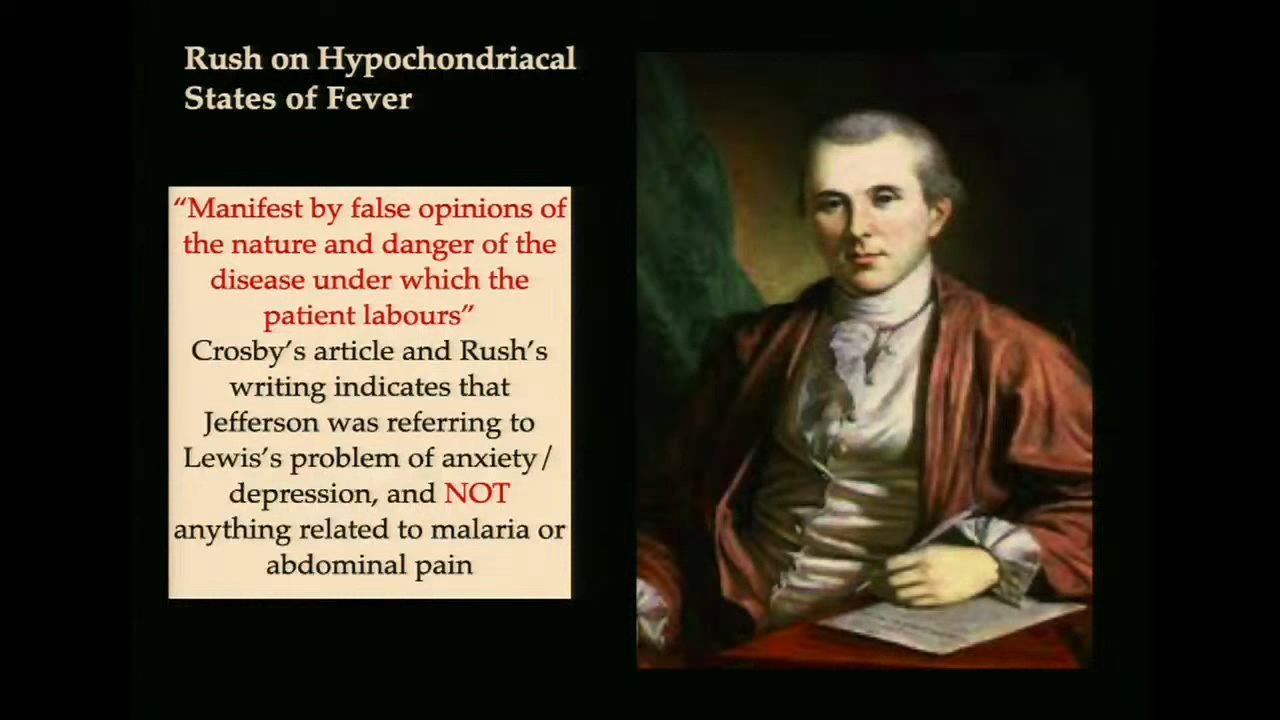 Rush on Hypochondriacal
States of Fever
“Manifest by false opinions of
the nature and danger of the
disease under which the
patient labours”
Crosby’s article and Rush’s
writing indicates that
Jefferson was referring to
Lewis’s problem of anxiety/
depression, and NOT
anything related to malaria or
abdominal pain